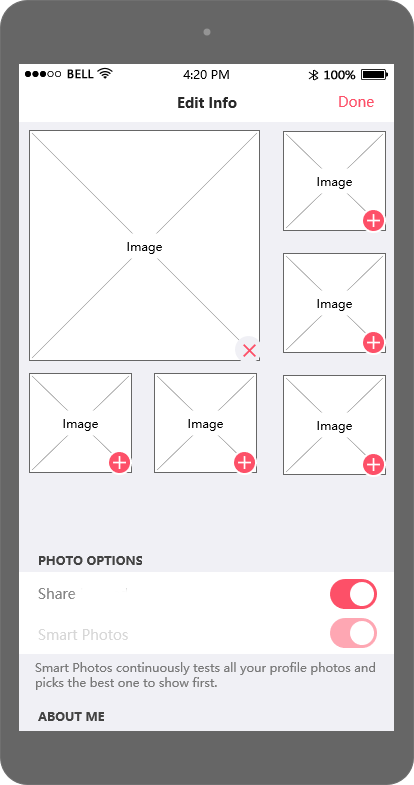 BELL 4:20 PM 100%
Edit Info Done
Image
Image
Image
Image
Image
Image
PHOTO OPTIONS
Share
Smart Photos
Smart Photos continuously tests all your profile photos and
picks the best one to show first.
ABOUT ME